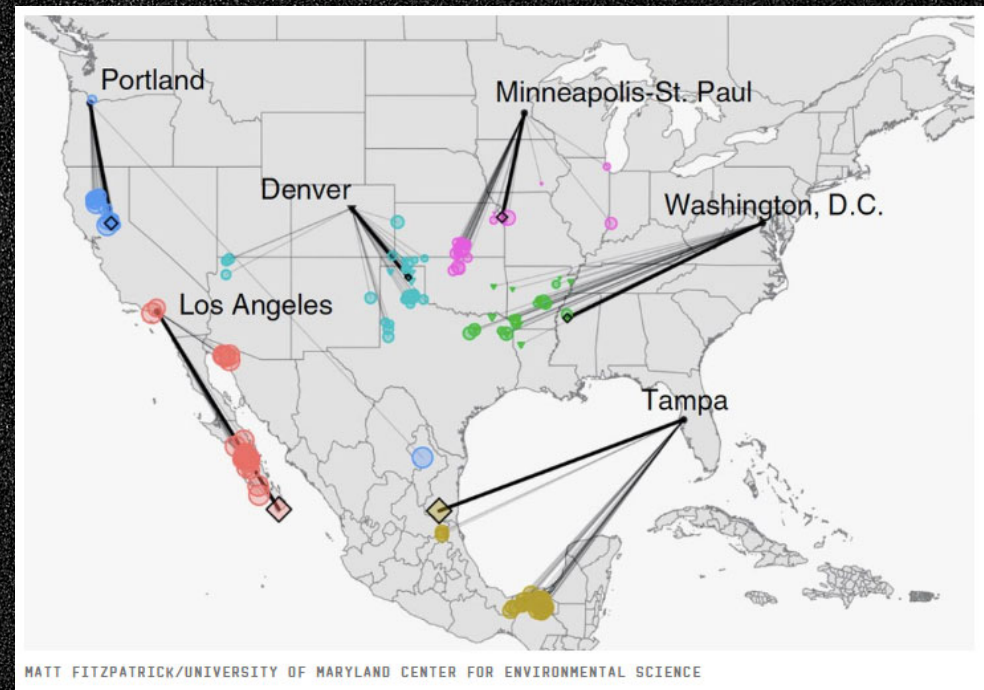 Portland
Minneapolis-St. Paul
Denver
Washington, D.C.
Los Angeles
Tampa
MATT FITZPATRICK/UNIVERSITY OF MARYLAND CENTER FOR ENVIRONMENTAL SCIENCE